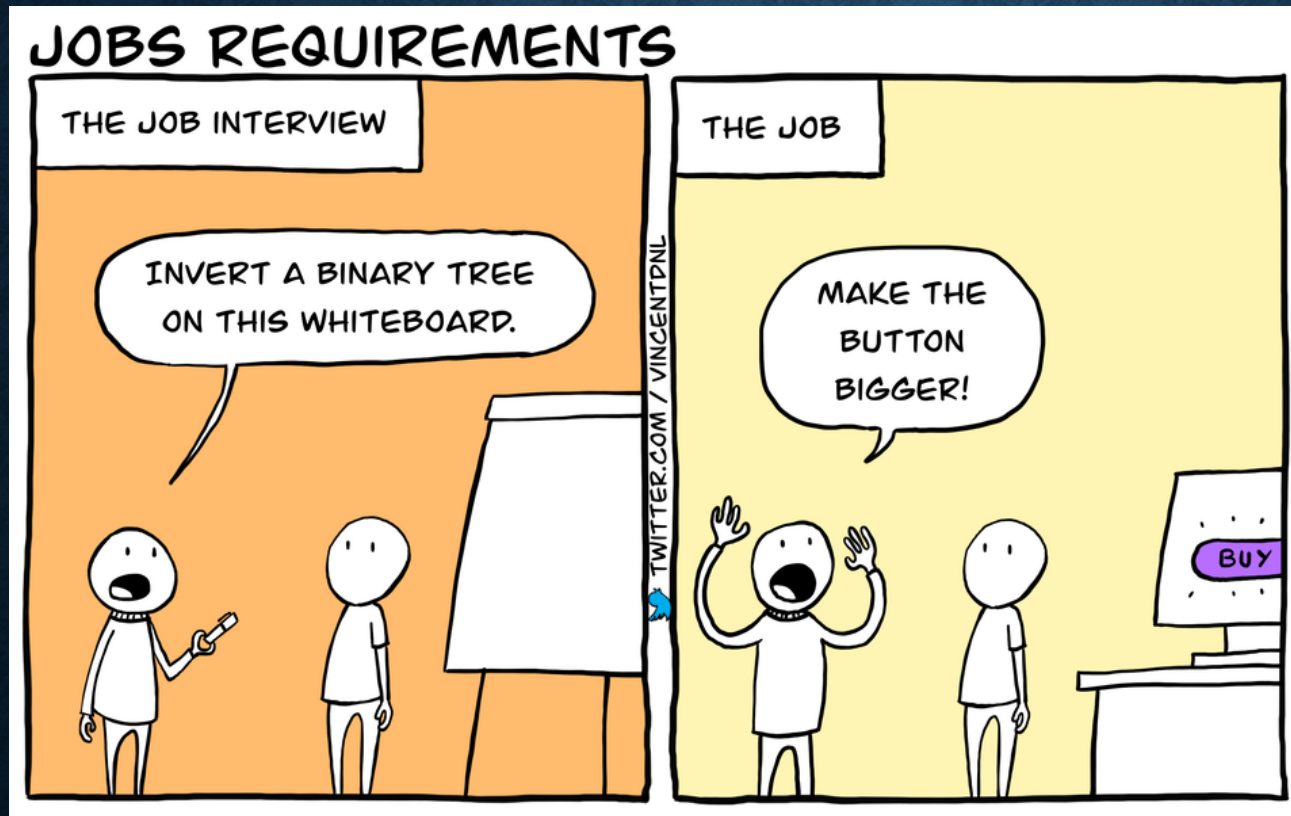 JOBS REQUIREMENTS
THE JOB INTERVIEW
INVERT A BINARY TREE
ON THIS WHITEBOARD.
TWITTER.COM / VINCENTDNL
THE JOB
MAKE THE
BUTTON
BIGGER!
BUY